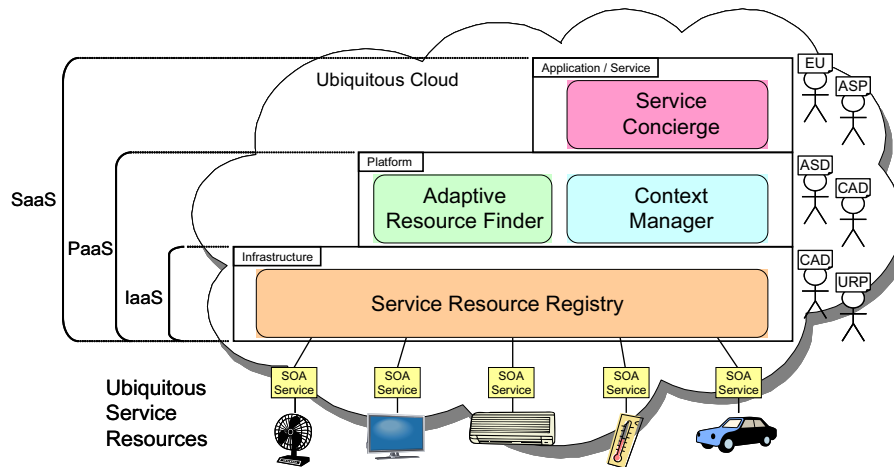 Ubiquitous Cloud
Application / Service
EU
ASP
Service
Concierge
SaaS
Platform
ASD
CAD
Adaptive
Resource Finder
Context
Manager
PaaS
Infrastructure
CAD
URP
IaaS
Service Resource Registry
Ubiquitous
Service
Resources
SOA
Service
SOA
Service
SOA
Service
SOA
Service
SOA
Service